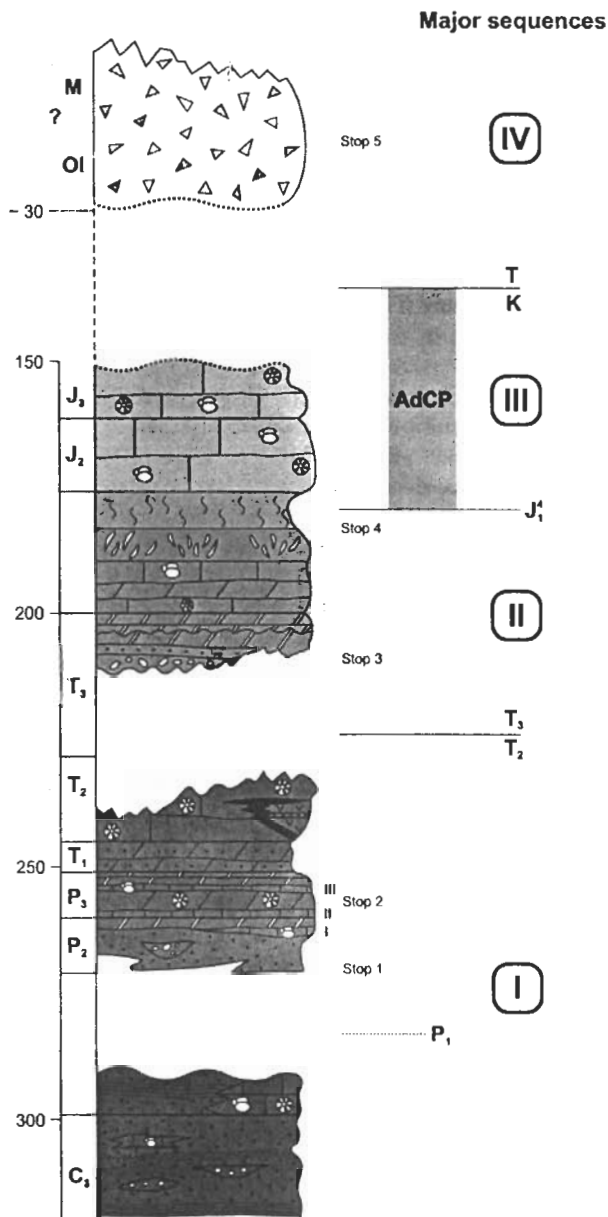 Major sequences
M
?
Ol
Stop 5
IV
~ 30
T
K
150
AdCP
III
J3
J2
J₁⁴
Stop 4
200
II
Stop 3
T3
T3
T2
T2
T1
250
P3
III
II
I
Stop 2
P2
Stop 1
I
P1
300
C3